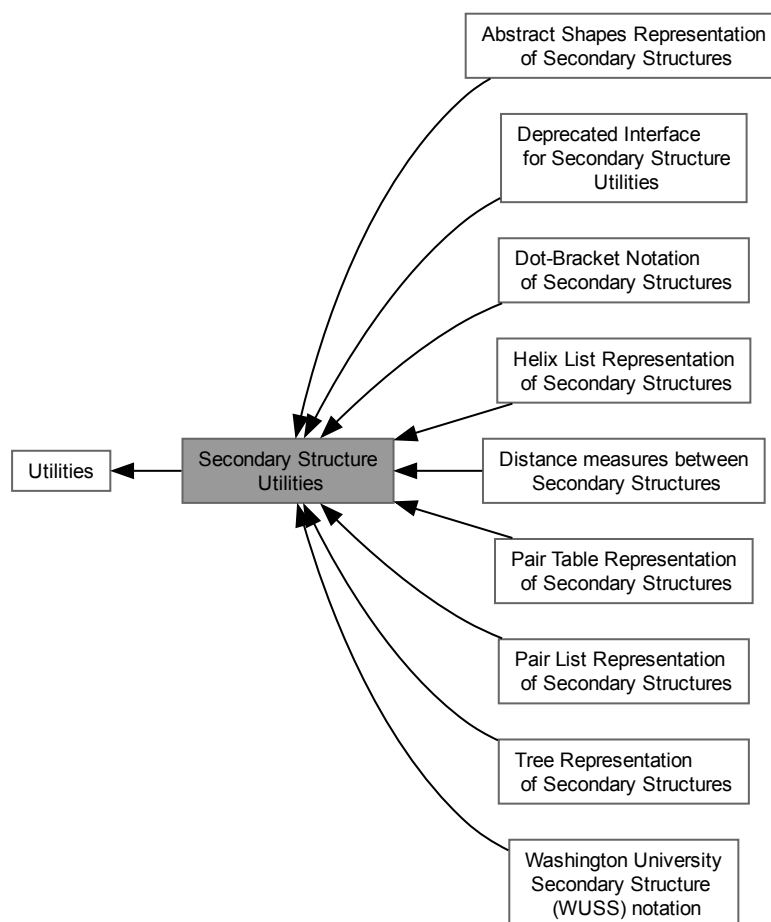 Abstract Shapes Representation
of Secondary Structures
Deprecated Interface
for Secondary Structure
Utilities
Dot-Bracket Notation
of Secondary Structures
Helix List Representation
of Secondary Structures
Utilities
Secondary Structure
Utilities
Distance measures between
Secondary Structures
Pair Table Representation
of Secondary Structures
Pair List Representation
of Secondary Structures
Tree Representation
of Secondary Structures
Washington University
Secondary Structure
(WUSS) notation